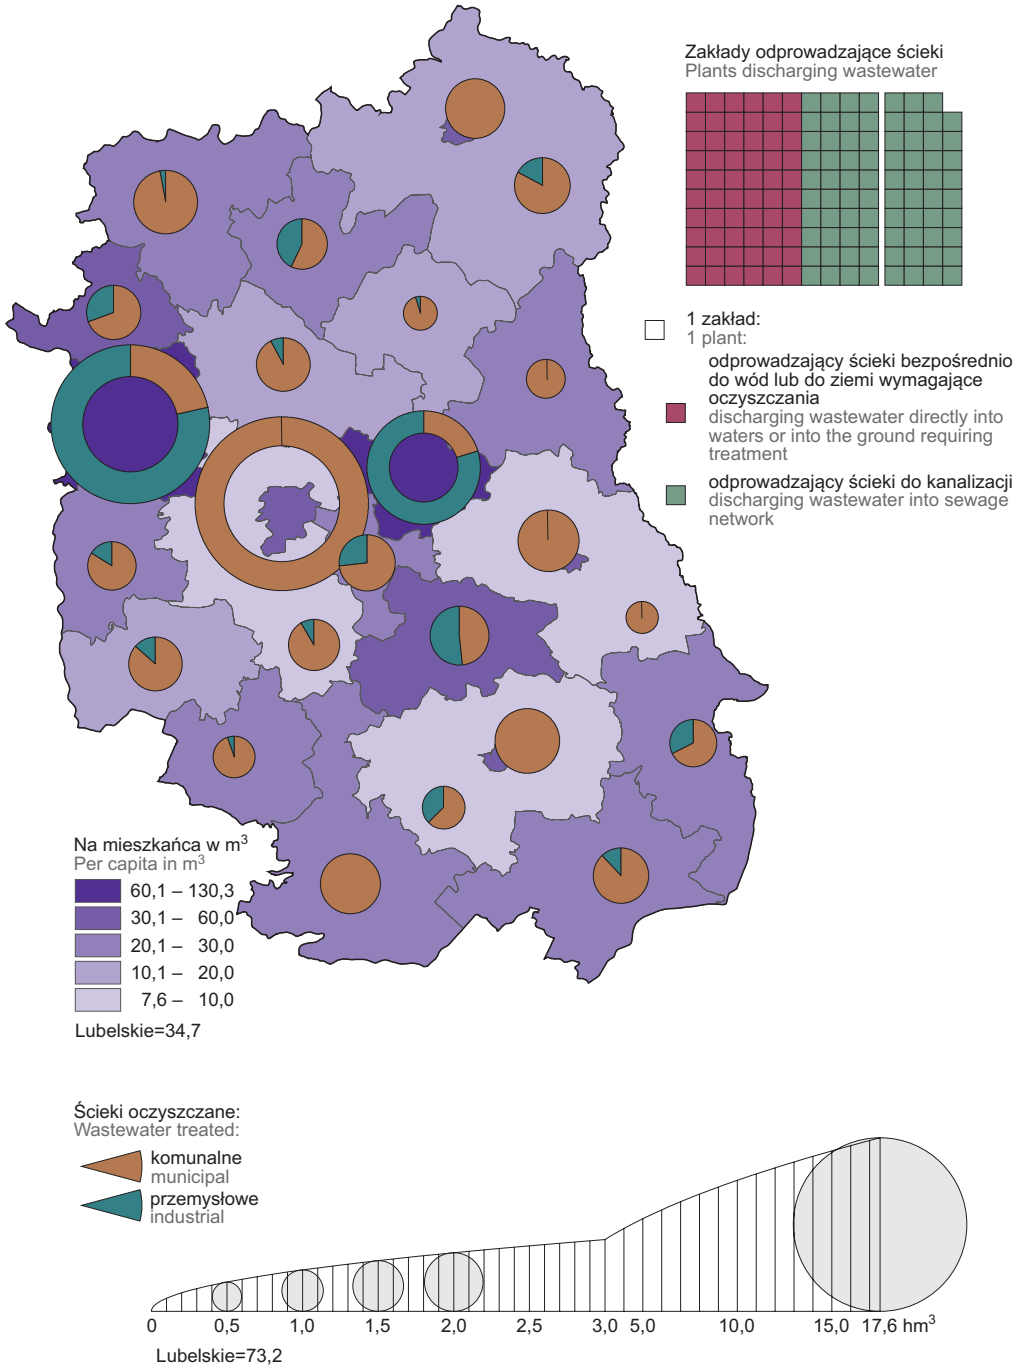 Zakłady odprowadzające ścieki
Plants discharging wastewater
1 zakład:
1 plant:
odprowadzający ścieki bezpośrednio
do wód lub do ziemi wymagające
oczyszczania
discharging wastewater directly into
waters or into the ground requiring
treatment
odprowadzający ścieki do kanalizacji
discharging wastewater into sewage
network
Na mieszkańca w m³
Per capita in m³
60,1 – 130,3
30,1 – 60,0
20,1 – 30,0
10,1 – 20,0
7,6 – 10,0
Lubelskie=34,7
Ścieki oczyszczane:
Wastewater treated:
komunalne
municipal
przemysłowe
industrial
0 0,5 1,0 1,5 2,0 2,5 3,0 5,0 10,0 15,0 17,6 hm³
Lubelskie=73,2